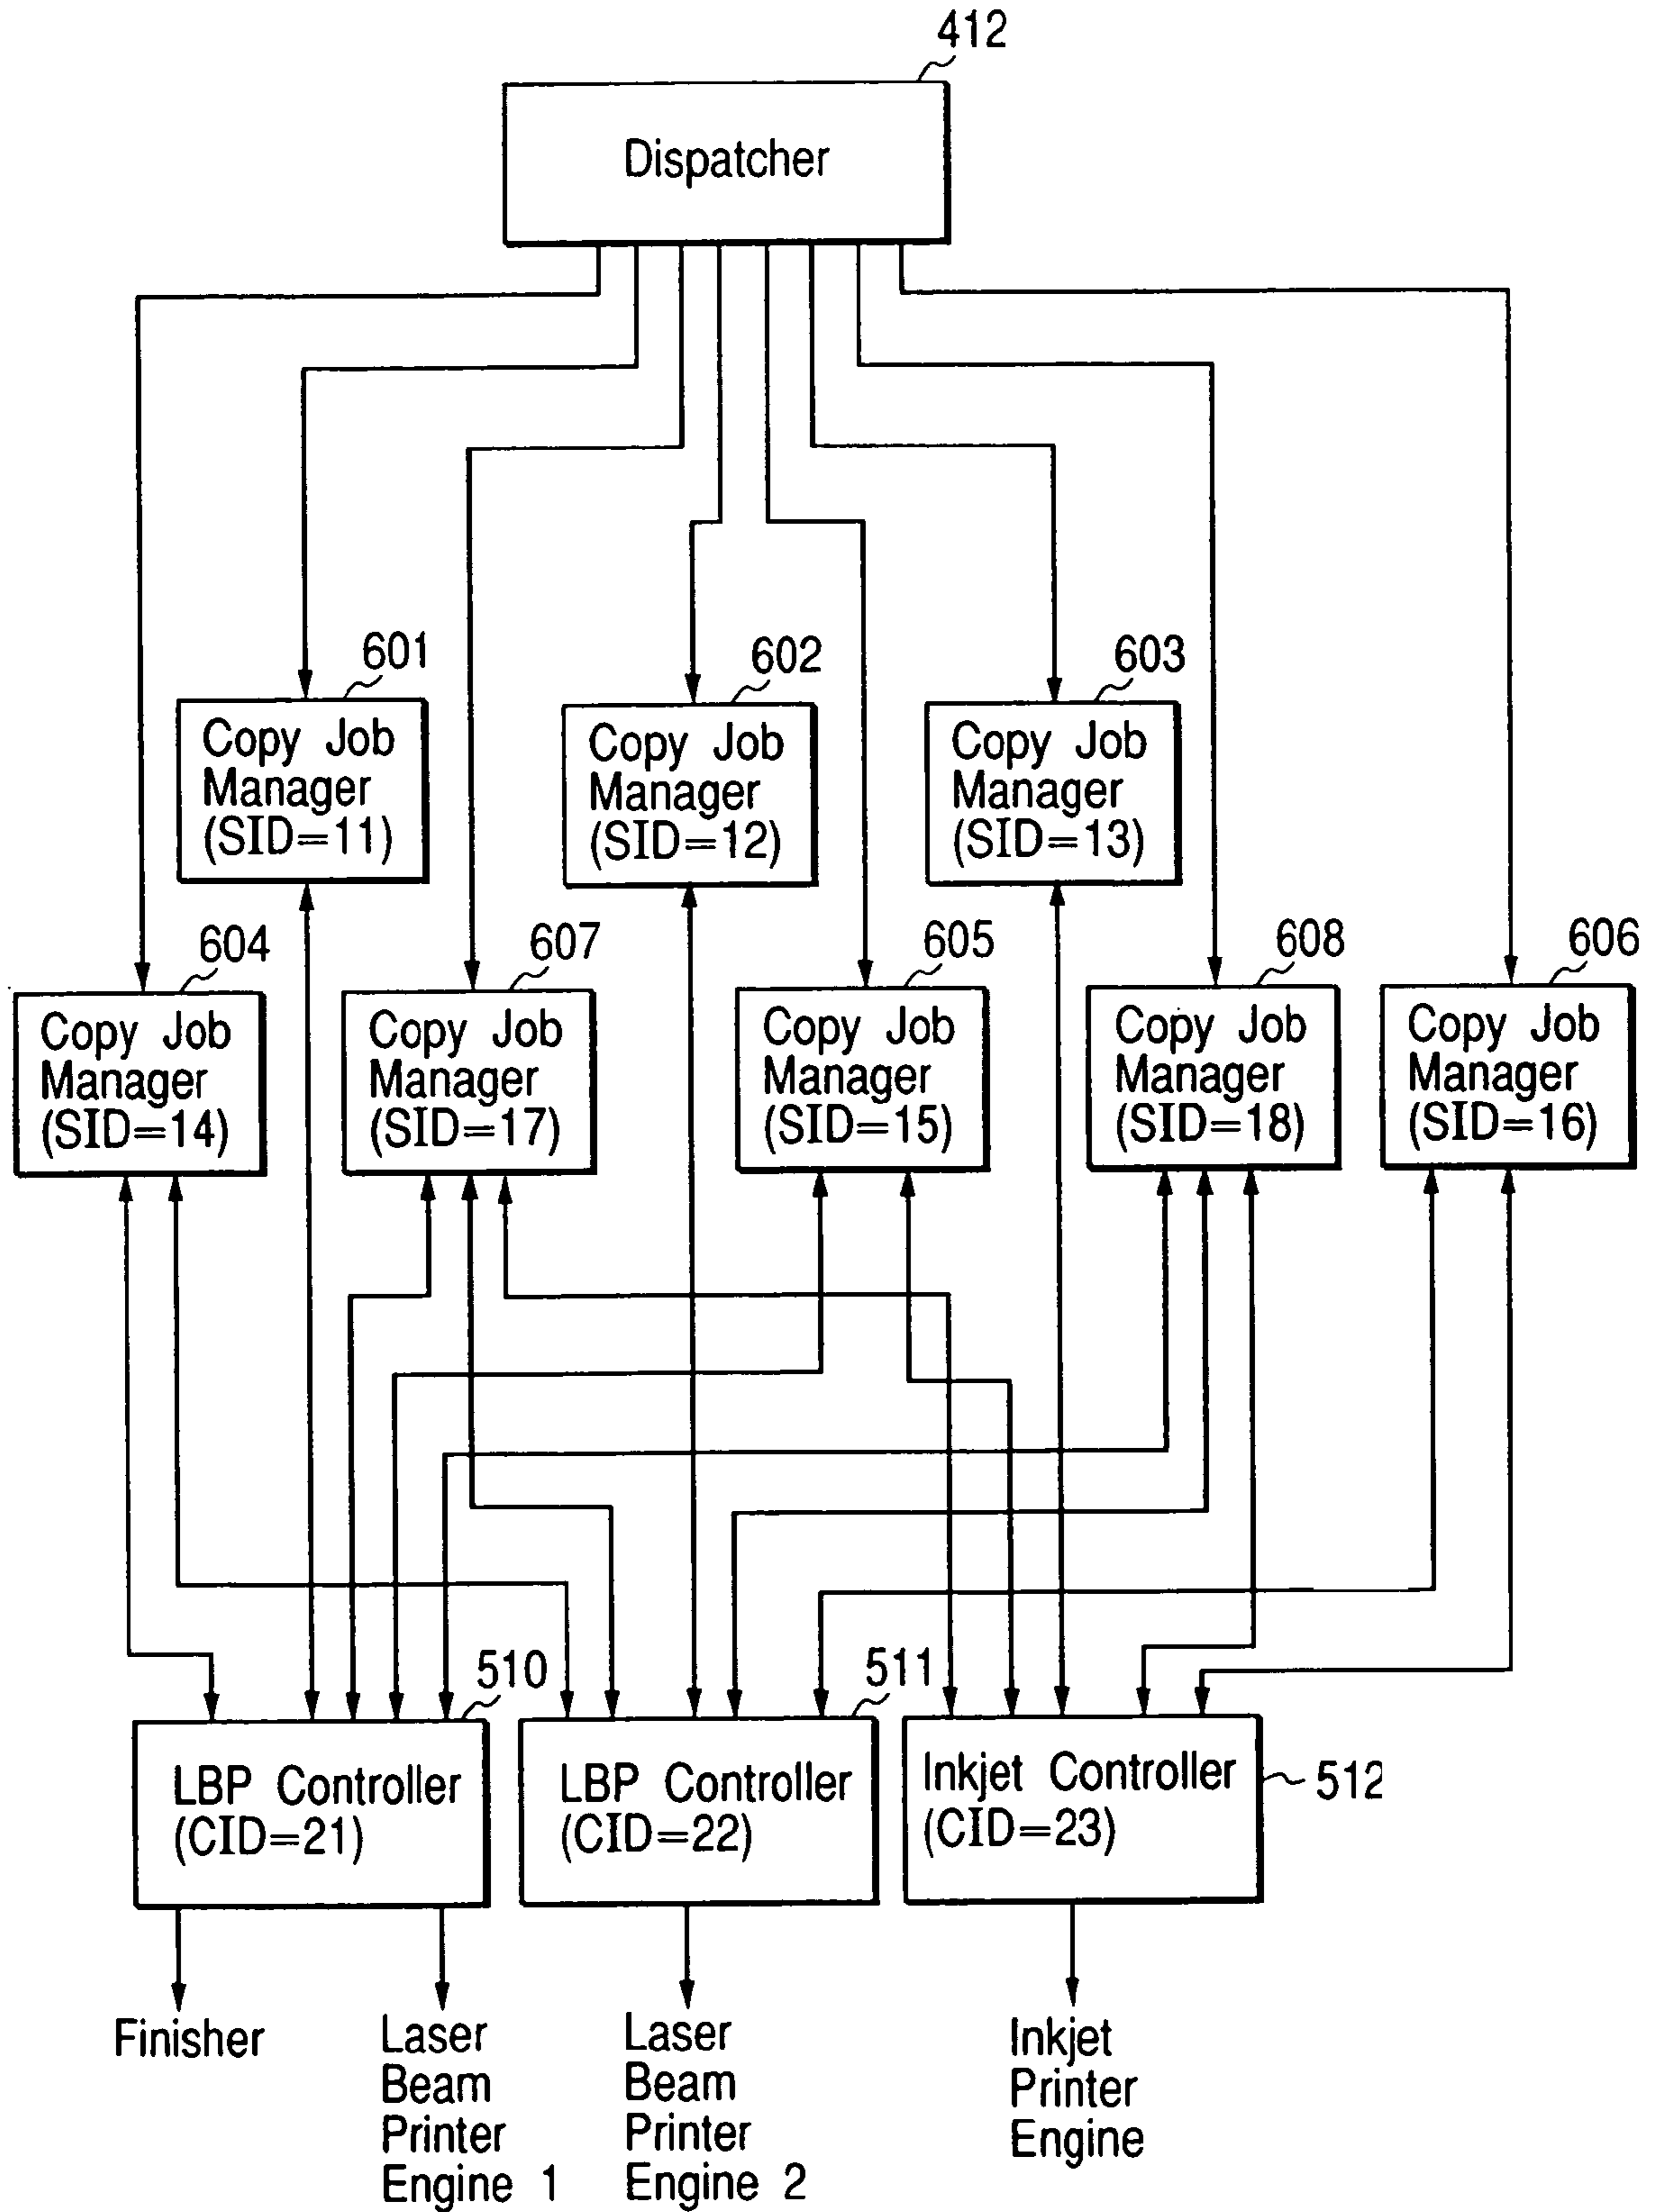 412
Dispatcher
601
602
603
Copy Job
Manager
(SID=11)
Copy Job
Manager
(SID=12)
Copy Job
Manager
(SID=13)
604
607
605
608
606
Copy Job
Manager
(SID=14)
Copy Job
Manager
(SID=17)
Copy Job
Manager
(SID=15)
Copy Job
Manager
(SID=18)
Copy Job
Manager
(SID=16)
510
511
LBP Controller
(CID=21)
LBP Controller
(CID=22)
Inkjet Controller
(CID=23)
512
Finisher
Laser
Beam
Printer
Engine 1
Laser
Beam
Printer
Engine 2
Inkjet
Printer
Engine